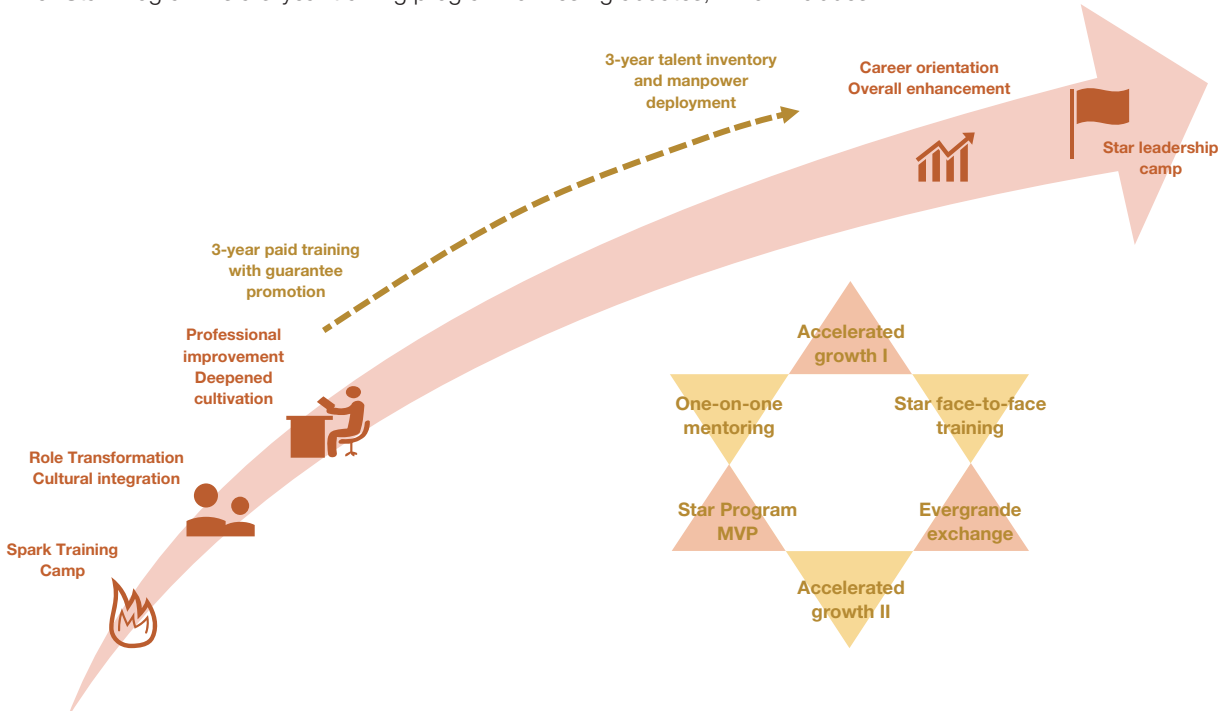 3-year talent inventory
and manpower
deployment
Career orientation
Overall enhancement
Star leadership
camp
3-year paid training
with guarantee
promotion
Professional
improvement
Deepened
cultivation
Role Transformation
Cultural integration
Spark Training
Camp
Accelerated
growth I
One-on-one
mentoring
Star face-to-face
training
Star Program
MVP
Evergrande
exchange
Accelerated
growth II